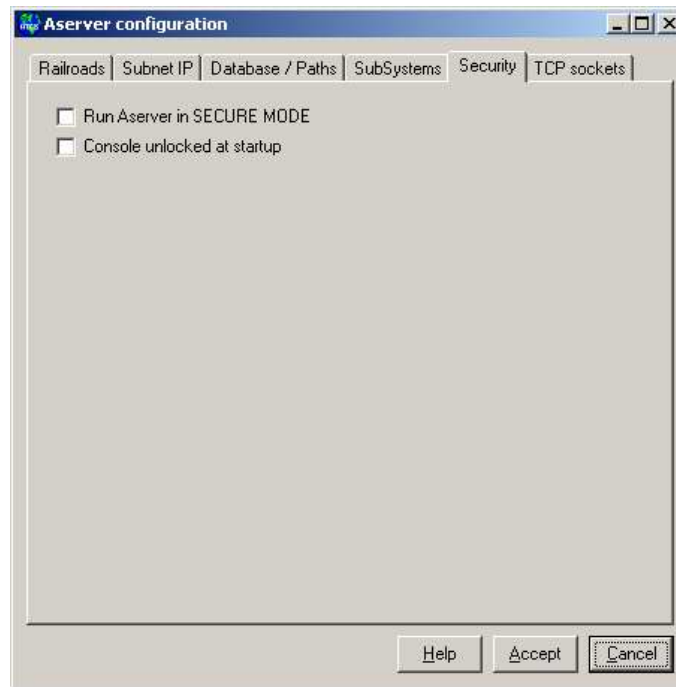 Aserver configuration
Railroads Subnet IP Database / Paths SubSystems Security TCP sockets
Run Aserver in SECURE MODE
Console unlocked at startup
Help Accept Cancel